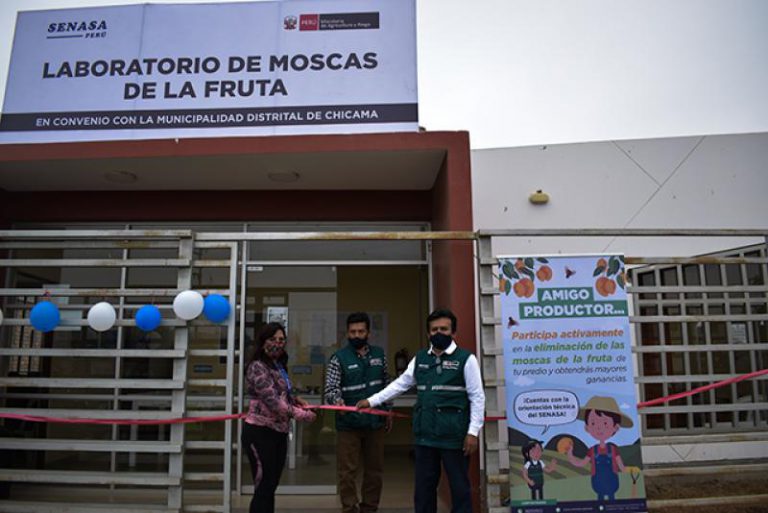 SENASA
PERÚ
PERÚ Ministerio de Agricultura y Riego
LABORATORIO DE MOSCAS
DE LA FRUTA
EN CONVENIO CON LA MUNICIPALIDAD DISTRITAL DE CHICAMA
AMIGO
PRODUCTOR...
Participa activamente
en la eliminación de las
moscas de la fruta de
tu predio y obtendrás mayores
ganancias.
¡Cuentas con la
orientación técnica
del SENASA!